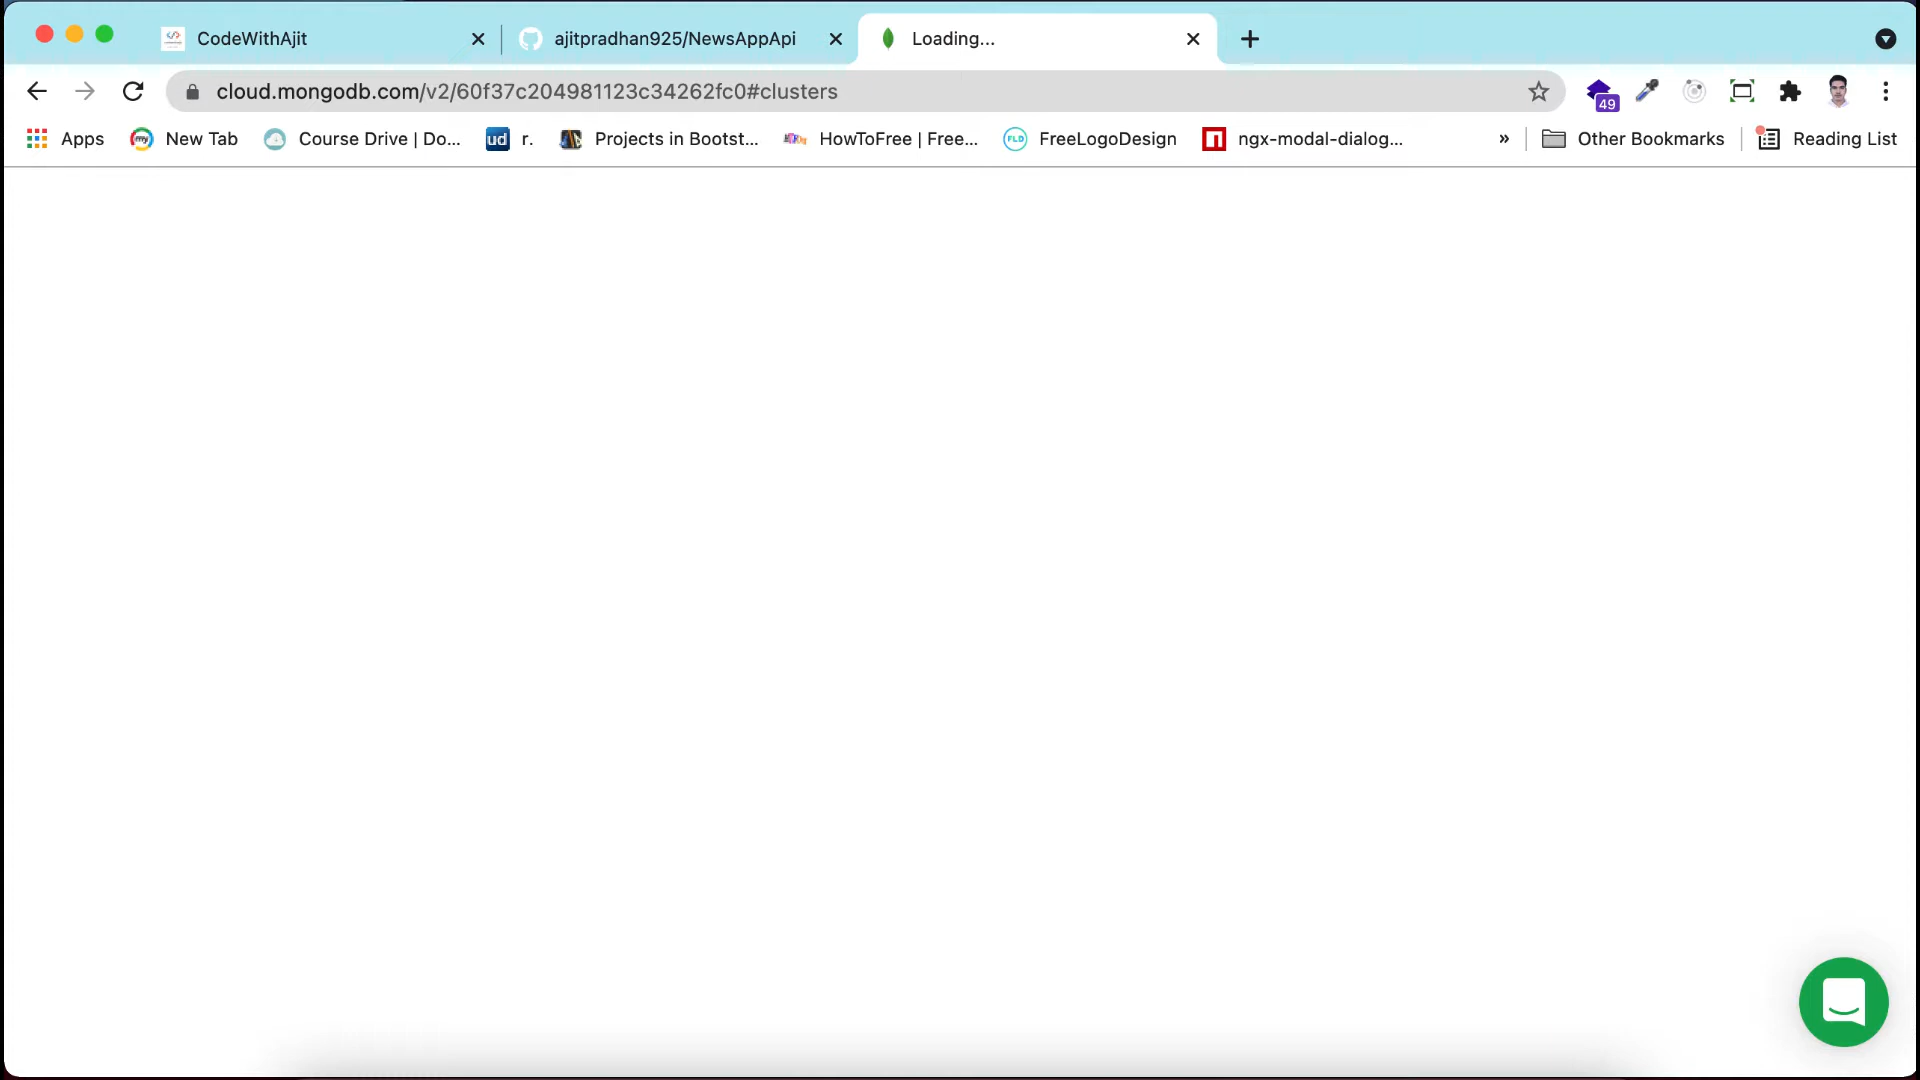 CodeWithAjit
ajitpradhan925/NewsAppApi
Loading...
cloud.mongodb.com/v2/60f37c204981123c34262fc0#clusters
49
Apps
New Tab
Course Drive | Do...
ud
r.
Projects in Bootst...
HowToFree | Free...
FLD
FreeLogoDesign
ngx-modal-dialog...
»
Other Bookmarks
Reading List